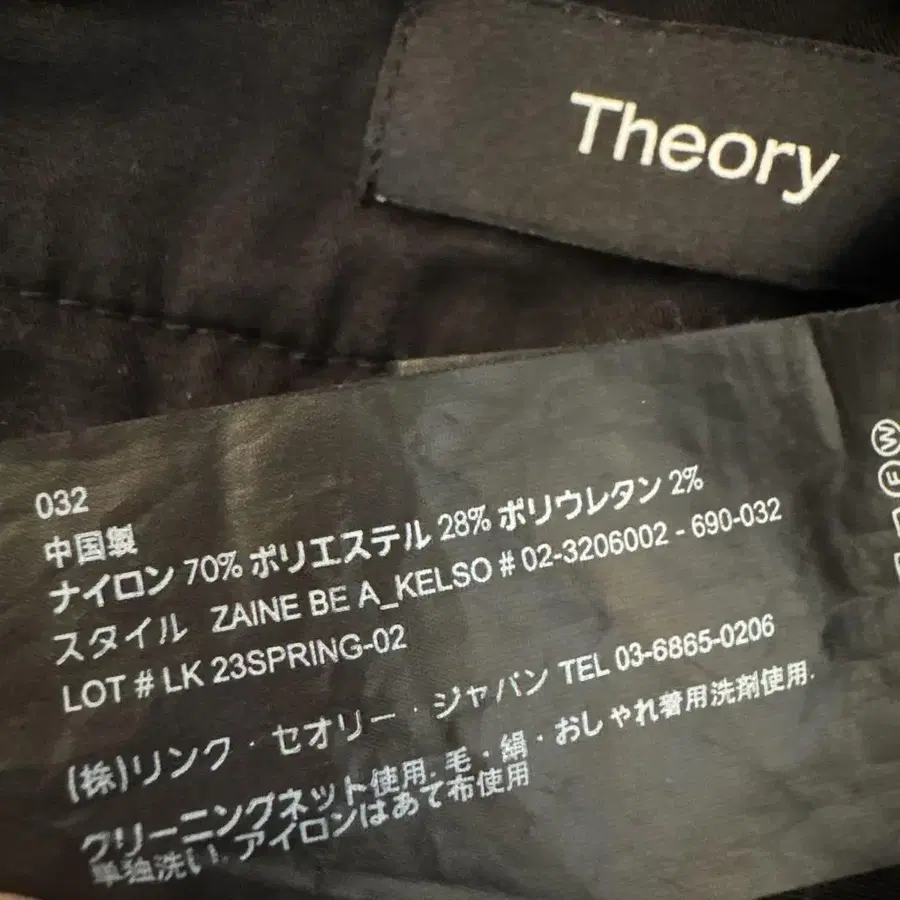 Theory
032
中国製
ナイロン 70% ポリエステル 28% ポリウレタン 2%
スタイル ZAINE BE A_KELSO # 02-3206002 - 690-032
LOT # LK 23SPRING-02
(株)リンク・セオリー・ジャパン TEL 03-6865-0206
クリーニングネット使用. 毛・絹・おしゃれ着用洗剤使用.
単独洗い. アイロンはあて布使用
W
F